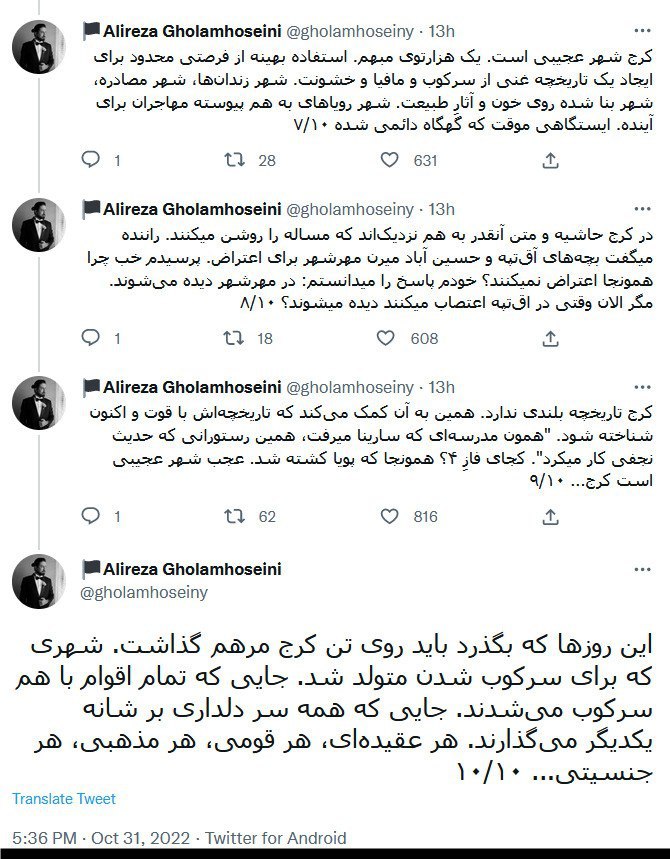 Alireza Gholamhoseini @gholamhoseiny · 13h
کرج شهر عجیبی است. یک هزارتوی مبهم. استفاده بهینه از فرصتی محدود برای
ایجاد یک تاریخچه غنی از سرکوب و مافیا و خشونت. شهر زندان‌ها، شهر مصادره،
شهر بنا شده روی خون و آثارِ طبیعت. شهر رویاهای به هم پیوسته مهاجران برای
آینده. ایستگاهی موقت که گهگاه دائمی شده ۷/۱۰
1 28 631
Alireza Gholamhoseini @gholamhoseiny · 13h
در کرج حاشیه و متن آنقدر به هم نزدیک‌اند که مساله را روشن میکنند. راننده
میگفت بچه‌های آق‌تپه و حسین آباد میرن مهرشهر برای اعتراض. پرسیدم خب چرا
همونجا اعتراض نمیکنند؟ خودم پاسخ را میدانستم: در مهرشهر دیده می‌شوند.
مگر الان وقتی در اق‌تپه اعتصاب میکنند دیده میشوند؟ ۸/۱۰
1 18 608
Alireza Gholamhoseini @gholamhoseiny · 13h
کرج تاریخچه بلندی ندارد. همین به آن کمک می‌کند که تاریخچه‌اش با قوت و اکنون
شناخته شود. "همون مدرسه‌ای که سارینا میرفت، همین رستورانی که حدیث
نجفی کار میکرد". کجای فازِ ۴؟ همونجا که پویا کشته شد. عجب شهر عجیبی
است کرج... ۹/۱۰
1 62 816
Alireza Gholamhoseini
@gholamhoseiny
این روزها که بگذرد باید روی تن کرج مرهم گذاشت. شهری
که برای سرکوب شدن متولد شد. جایی که تمام اقوام با هم
سرکوب می‌شدند. جایی که همه سر دلداری بر شانه
یکدیگر می‌گذارند. هر عقیده‌ای، هر قومی، هر مذهبی، هر
جنسیتی... ۱۰/۱۰
Translate Tweet
5:36 PM · Oct 31, 2022 · Twitter for Android